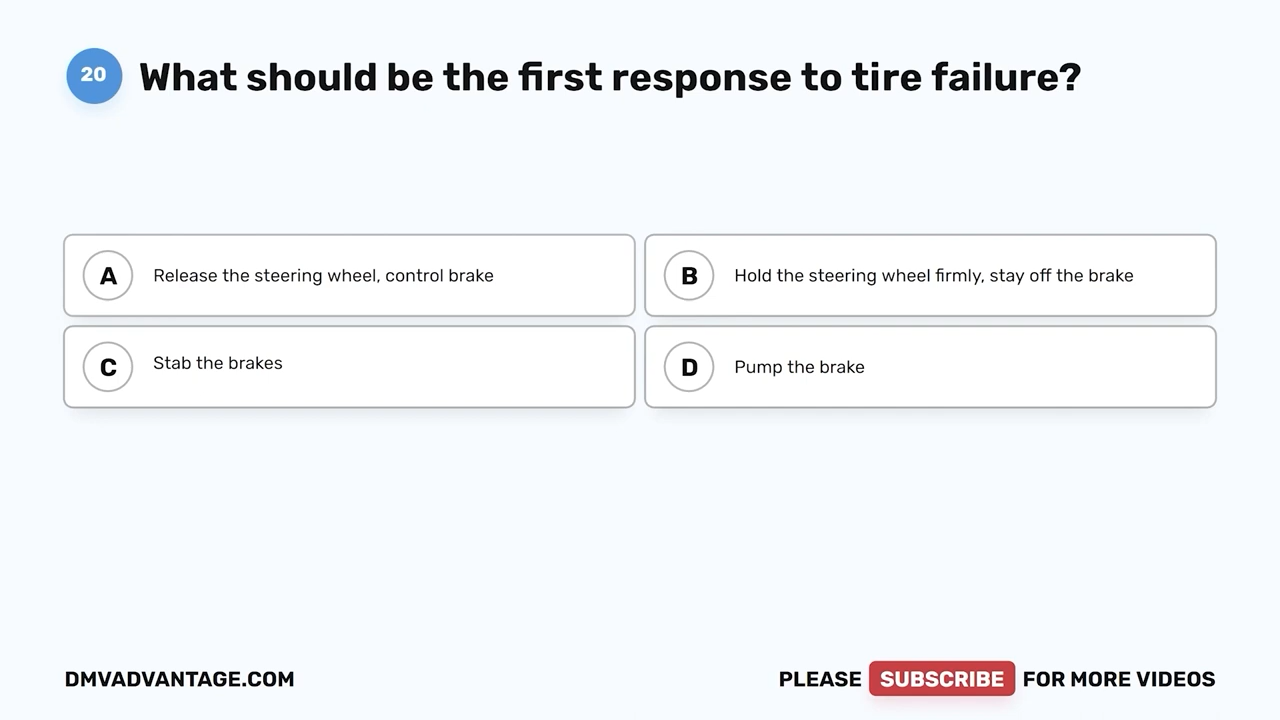 20 What should be the first response to tire failure?
A Release the steering wheel, control brake
B Hold the steering wheel firmly, stay off the brake
C Stab the brakes
D Pump the brake
DMVADVANTAGE.COM
PLEASE SUBSCRIBE FOR MORE VIDEOS